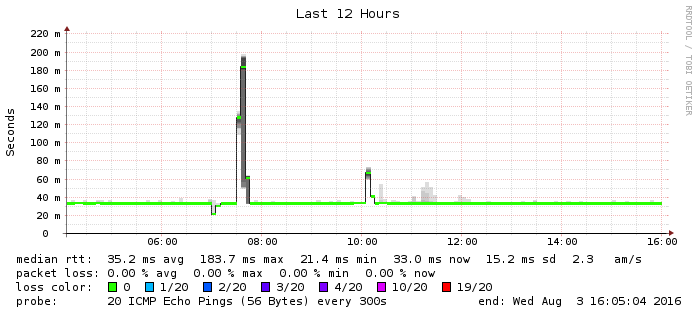 Last 12 Hours
RRDTOOL / TOBI OETIKER
Seconds
220 m
200 m
180 m
160 m
140 m
120 m
100 m
80 m
60 m
40 m
20 m
0
06:00 08:00 10:00 12:00 14:00 16:00
median rtt: 35.2 ms avg 183.7 ms max 21.4 ms min 33.0 ms now 15.2 ms sd 2.3 am/s
packet loss: 0.00 % avg 0.00 % max 0.00 % min 0.00 % now
loss color: 0 1/20 2/20 3/20 4/20 10/20 19/20
probe: 20 ICMP Echo Pings (56 Bytes) every 300s end: Wed Aug 3 16:05:04 2016